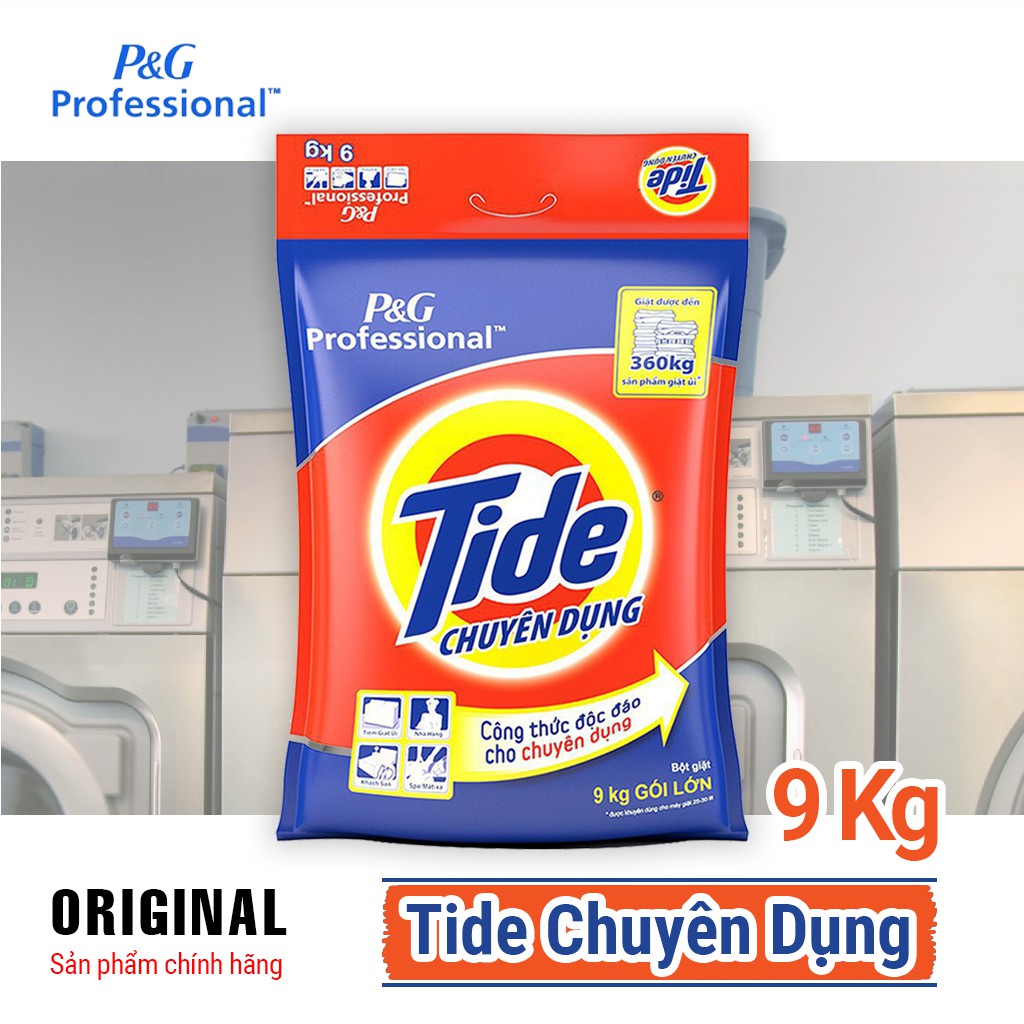 P&G
Professional™
9 kg
P&G
Professional™
Tide
CHUYÊN DỤNG
P&G
Professional™
Giặt được đến
360kg
sản phẩm giặt ủi*
Tide®
CHUYÊN DỤNG
Tiệm Giặt Ủi
Nhà Hàng
Khách Sạn
Spa/Mát xa
Công thức độc đáo
cho chuyên dụng
Bột giặt
9 kg GÓI LỚN
9 Kg
ORIGINAL
Sản phẩm chính hãng
Tide Chuyên Dụng